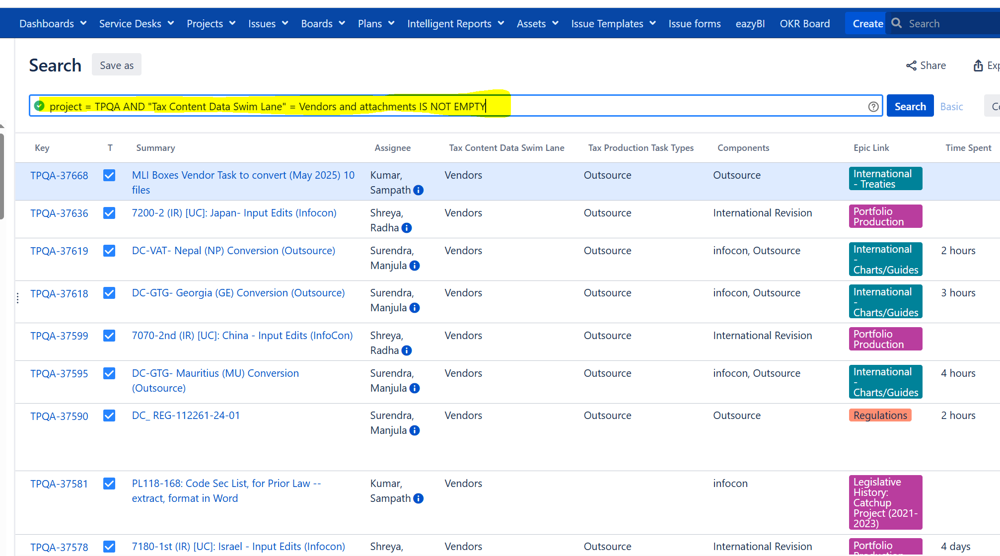 Dashboards Service Desks Projects Issues Boards Plans Intelligent Reports Assets Issue Templates Issue forms eazyBI OKR Board Create Search
Search Save as Share Exp
project = TPQA AND "Tax Content Data Swim Lane" = Vendors and attachments IS NOT EMPTY Search Basic Co
Key T Summary Assignee Tax Content Data Swim Lane Tax Production Task Types Components Epic Link Time Spent
TPQA-37668 MLI Boxes Vendor Task to convert (May 2025) 10 Kumar, Vendors Outsource Outsource International
files Sampath - Treaties
TPQA-37636 7200-2 (IR) [UC]: Japan- Input Edits (Infocon) Shreya, Vendors Outsource International Revision Portfolio
Radha Production
TPQA-37619 DC-VAT- Nepal (NP) Conversion (Outsource) Surendra, Vendors Outsource infocon, Outsource International 2 hours
Manjula -
Charts/Guides
TPQA-37618 DC-GTG- Georgia (GE) Conversion (Outsource) Surendra, Vendors Outsource infocon, Outsource International 3 hours
Manjula -
Charts/Guides
TPQA-37599 7070-2nd (IR) [UC]: China - Input Edits (InfoCon) Shreya, Vendors Outsource International Revision Portfolio
Radha Production
TPQA-37595 DC-GTG- Mauritius (MU) Conversion Surendra, Vendors Outsource infocon, Outsource International 4 hours
(Outsource) Manjula -
Charts/Guides
TPQA-37590 DC_ REG-112261-24-01 Surendra, Vendors Outsource Outsource Regulations 2 hours
Manjula
TPQA-37581 PL118-168: Code Sec List, for Prior Law -- Kumar, Vendors infocon Legislative
extract, format in Word Sampath History:
Catchup
Project (2021-
2023)
TPQA-37578 7180-1st (IR) [UC]: Israel - Input Edits (Infocon) Shreya, Vendors Outsource International Revision Portfolio 4 days
Production